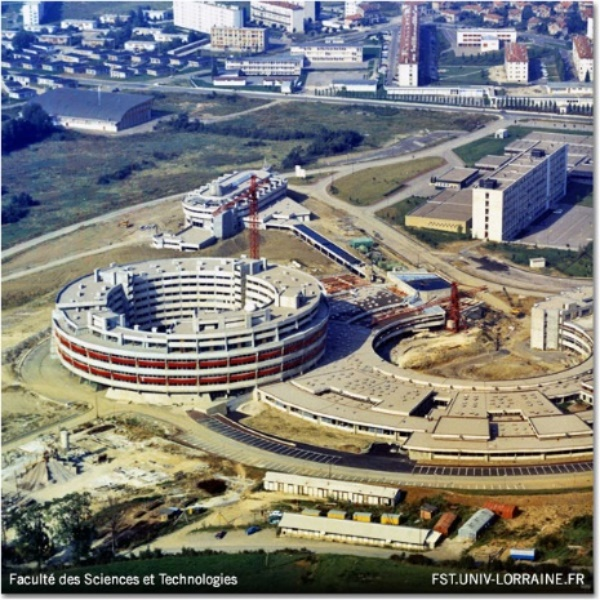 Faculté des Sciences et Technologies
FST.UNIV-LORRAINE.FR